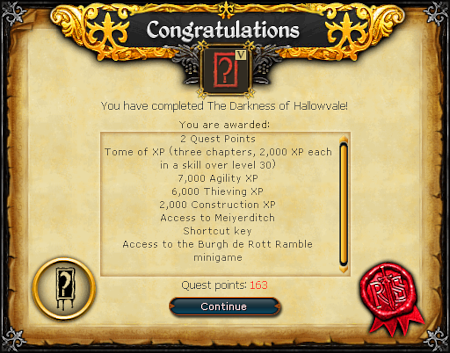 Congratulations
V
You have completed The Darkness of Hallowvale!
You are awarded:
2 Quest Points
Tome of XP (three chapters, 2,000 XP each
in a skill over level 30)
7,000 Agility XP
6,000 Thieving XP
2,000 Construction XP
Access to Meiyerditch
Shortcut key
Access to the Burgh de Rott Ramble
minigame
Quest points: 163
Continue
RS